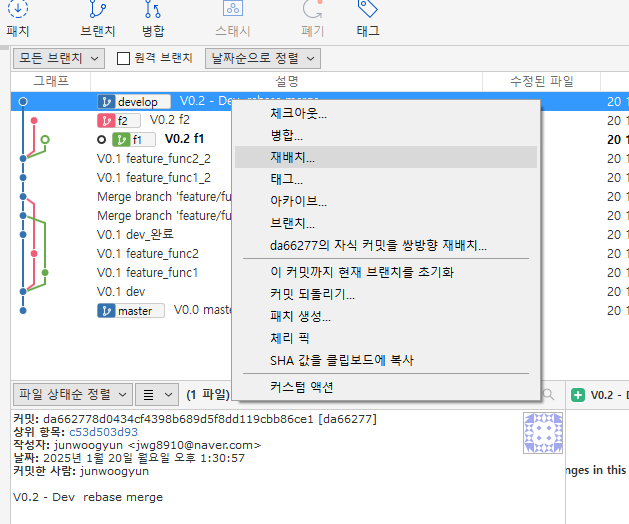 패치 브랜치 병합 스태시 폐기 태그
모든 브랜치 원격 브랜치 날짜순으로 정렬
그래프 설명 수정된 파일
develop V0.2 - Dev rebase merge 20 1
f2 V0.2 f2 20 1
f1 V0.2 f1 20 1
V0.1 feature_func2_2 20 1
V0.1 feature_func1_2 20 1
Merge branch 'feature/fu 20 1
Merge branch 'feature/fu 20 1
V0.1 dev_완료 20 1
V0.1 feature_func2 20 1
V0.1 feature_func1 20 1
V0.1 dev 20 1
master V0.0 maste 20 1
체크아웃...
병합...
재배치...
태그...
아카이브...
브랜치...
da66277의 자식 커밋을 쌍방향 재배치...
이 커밋까지 현재 브랜치를 초기화
커밋 되돌리기...
패치 생성...
체리 픽
SHA 값을 클립보드에 복사
커스텀 액션
파일 상태순 정렬 (1 파일) V0.2 - D
커밋: da662778d0434cf4398b689d5f8dd119cbb86ce1 [da66277]
상위 항목: c53d503d93
작성자: junwoogyun <jwg8910@naver.com>
날짜: 2025년 1월 20일 월요일 오후 1:30:57
커밋한 사람: junwoogyun
nges in this
V0.2 - Dev rebase merge